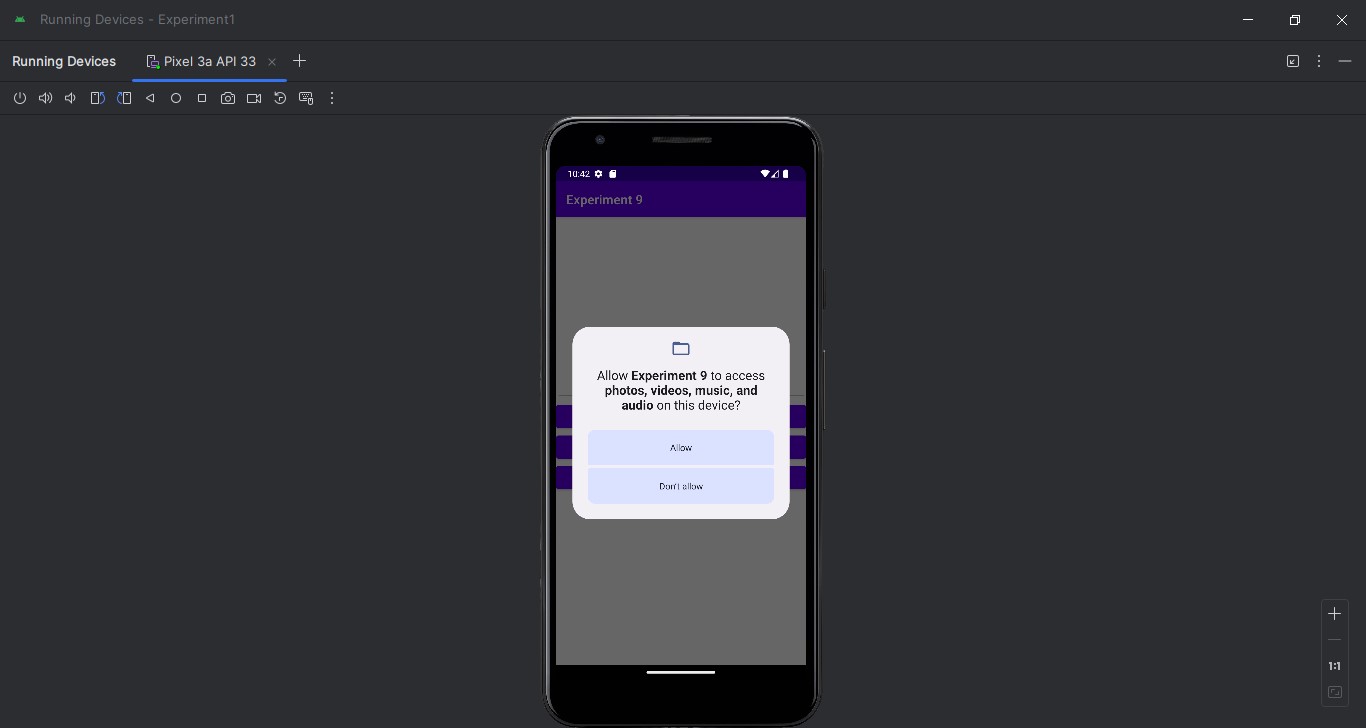 Running Devices - Experiment1
Running Devices
Pixel 3a API 33
10:42
Experiment 9
Allow Experiment 9 to access
photos, videos, music, and
audio on this device?
Allow
Don't allow
1:1